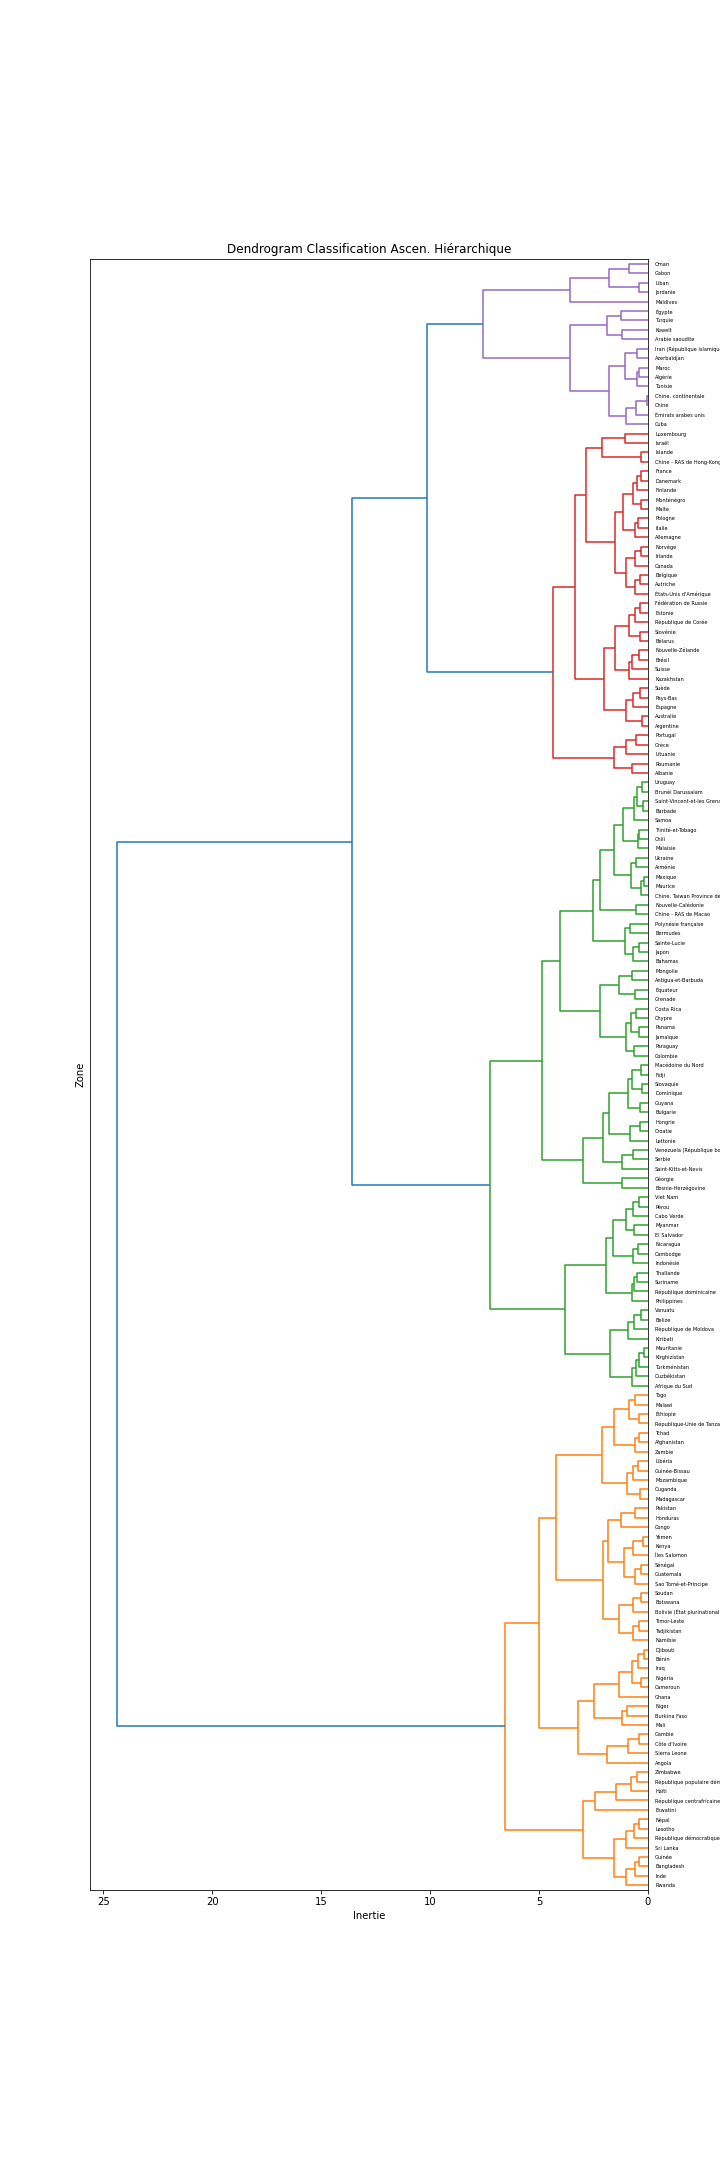 Dendrogram Classification Ascen. Hiérarchique
Oman
Gabon
Liban
Jordanie
Maldives
Égypte
Turquie
Koweït
Arabie saoudite
Iran (République islamiqu
Azerbaïdjan
Maroc
Algérie
Tunisie
Chine, continentale
Chine
Émirats arabes unis
Cuba
Luxembourg
Israël
Islande
Chine - RAS de Hong-Kong
France
Danemark
Finlande
Monténégro
Malte
Pologne
Italie
Allemagne
Norvège
Irlande
Canada
Belgique
Autriche
États-Unis d'Amérique
Fédération de Russie
Estonie
République de Corée
Slovénie
Bélarus
Nouvelle-Zélande
Brésil
Suisse
Kazakhstan
Suède
Pays-Bas
Espagne
Australie
Argentine
Portugal
Grèce
Lituanie
Roumanie
Albanie
Uruguay
Brunéi Darussalam
Saint-Vincent-et-les Grena
Barbade
Samoa
Trinité-et-Tobago
Chili
Malaisie
Ukraine
Arménie
Mexique
Maurice
Chine, Taiwan Province de
Nouvelle-Calédonie
Chine - RAS de Macao
Polynésie française
Bermudes
Sainte-Lucie
Japon
Bahamas
Mongolie
Antigua-et-Barbuda
Équateur
Grenade
Costa Rica
Chypre
Panama
Jamaïque
Paraguay
Colombie
Macédoine du Nord
Fidji
Slovaquie
Dominique
Guyana
Bulgarie
Hongrie
Croatie
Lettonie
Venezuela (République bo
Serbie
Saint-Kitts-et-Nevis
Géorgie
Bosnie-Herzégovine
Viet Nam
Pérou
Cabo Verde
Myanmar
El Salvador
Nicaragua
Cambodge
Indonésie
Thaïlande
Suriname
République dominicaine
Philippines
Vanuatu
Belize
République de Moldova
Kiribati
Mauritanie
Kirghizistan
Turkménistan
Ouzbékistan
Afrique du Sud
Togo
Malawi
Éthiopie
République-Unie de Tanza
Tchad
Afghanistan
Zambie
Libéria
Guinée-Bissau
Mozambique
Ouganda
Madagascar
Pakistan
Honduras
Congo
Yémen
Kenya
Îles Salomon
Sénégal
Guatemala
Sao Tomé-et-Principe
Soudan
Botswana
Bolivie (État plurinational
Timor-Leste
Tadjikistan
Namibie
Djibouti
Bénin
Iraq
Nigéria
Cameroun
Ghana
Niger
Burkina Faso
Mali
Gambie
Côte d'Ivoire
Sierra Leone
Angola
Zimbabwe
République populaire dém
Haïti
République centrafricaine
Eswatini
Népal
Lesotho
République démocratique
Sri Lanka
Guinée
Bangladesh
Inde
Rwanda
Zone
25 20 15 10 5 0
Inertie